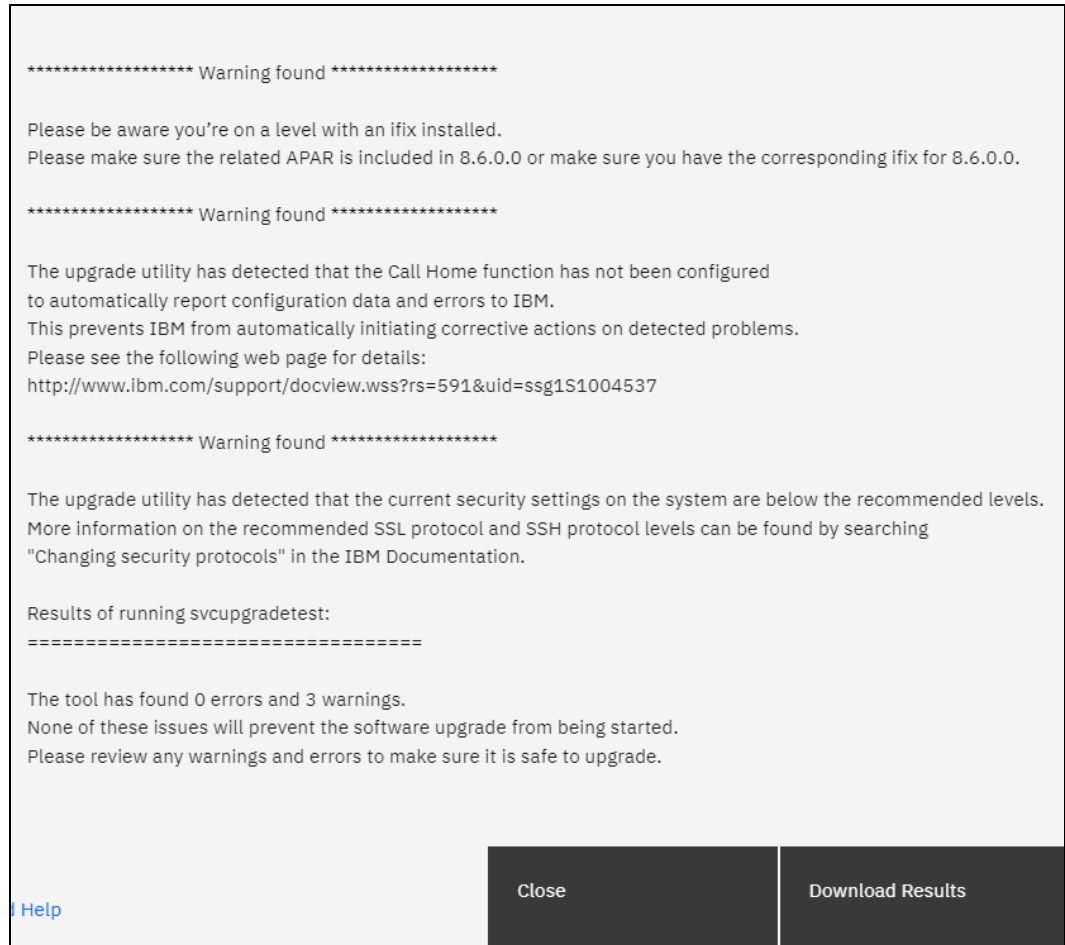 ******************* Warning found *******************
Please be aware you’re on a level with an ifix installed.
Please make sure the related APAR is included in 8.6.0.0 or make sure you have the corresponding ifix for 8.6.0.0.
******************* Warning found *******************
The upgrade utility has detected that the Call Home function has not been configured
to automatically report configuration data and errors to IBM.
This prevents IBM from automatically initiating corrective actions on detected problems.
Please see the following web page for details:
http://www.ibm.com/support/docview.wss?rs=591&uid=ssg1S1004537
******************* Warning found *******************
The upgrade utility has detected that the current security settings on the system are below the recommended levels.
More information on the recommended SSL protocol and SSH protocol levels can be found by searching
"Changing security protocols" in the IBM Documentation.
Results of running svcupgradetest:
==================================
The tool has found 0 errors and 3 warnings.
None of these issues will prevent the software upgrade from being started.
Please review any warnings and errors to make sure it is safe to upgrade.
Close
Download Results
Help